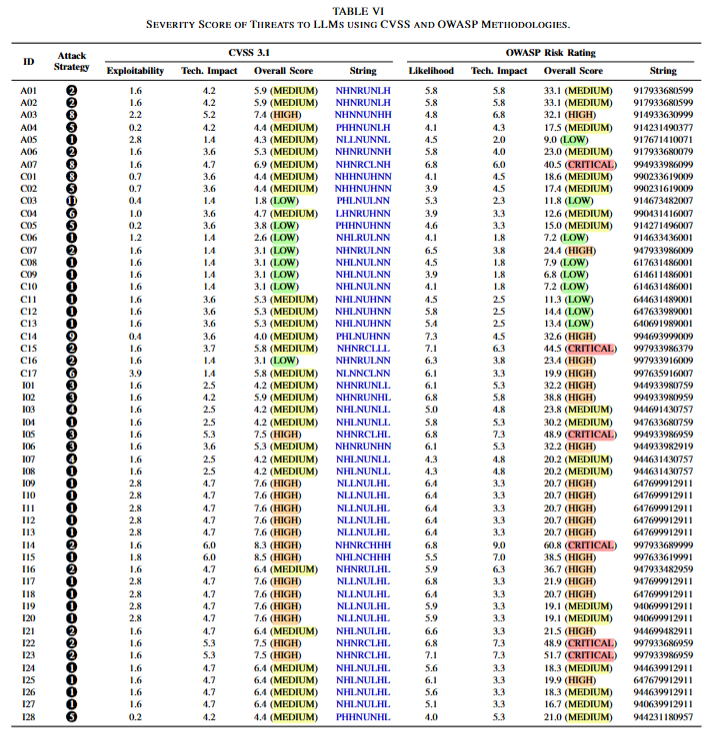 TABLE VI
SEVERITY SCORE OF THREATS TO LLMS USING CVSS AND OWASP METHODOLOGIES.
ID Attack Strategy CVSS 3.1 OWASP Risk Rating
Exploitability Tech. Impact Overall Score String Likelihood Tech. Impact Overall Score String
A01 2 1.6 4.2 5.9 (MEDIUM) NHNRUNLH 5.8 5.8 33.1 (MEDIUM) 917933680599
A02 2 1.6 4.2 5.9 (MEDIUM) NHNRUNLH 5.8 5.8 33.1 (MEDIUM) 917933680599
A03 8 2.2 5.2 7.4 (HIGH) NHNNUNHH 4.8 6.8 32.1 (HIGH) 914933630999
A04 5 0.2 4.2 4.4 (MEDIUM) PHHNUNLH 4.1 4.3 17.5 (MEDIUM) 914231490377
A05 1 2.8 1.4 4.3 (MEDIUM) NLLNUNNL 4.5 2.0 9.0 (LOW) 917671410071
A06 2 1.6 3.6 5.3 (MEDIUM) NHNRUNNH 5.8 4.0 23.0 (MEDIUM) 917933680079
A07 8 1.6 4.7 6.9 (MEDIUM) NHNRCLNH 6.8 6.0 40.5 (CRITICAL) 994933986099
C01 8 0.7 3.6 4.4 (MEDIUM) NHHNUHNN 4.1 4.5 18.6 (MEDIUM) 990233619009
C02 5 0.7 3.6 4.4 (MEDIUM) NHHNUHNN 3.9 4.5 17.4 (MEDIUM) 990231619009
C03 11 0.4 1.4 1.8 (LOW) PHLNULNN 5.3 2.3 11.8 (LOW) 914673482007
C04 6 1.0 3.6 4.7 (MEDIUM) LHNRUHNN 3.9 3.3 12.6 (MEDIUM) 990431416007
C05 5 0.2 3.6 3.8 (LOW) PHHNUHNN 4.6 3.3 15.0 (MEDIUM) 914271496007
C06 1 1.2 1.4 2.6 (LOW) NHLRULNN 4.1 1.8 7.2 (LOW) 914633436001
C07 2 1.6 1.4 3.1 (LOW) NHNRULNN 6.5 3.8 24.4 (HIGH) 947933986009
C08 1 1.6 1.4 3.1 (LOW) NHLNULNN 4.5 1.8 7.9 (LOW) 617631486001
C09 1 1.6 1.4 3.1 (LOW) NHLNULNN 3.9 1.8 6.8 (LOW) 614611486001
C10 1 1.6 1.4 3.1 (LOW) NHLNULNN 4.1 1.8 7.2 (LOW) 614631486001
C11 1 1.6 3.6 5.3 (MEDIUM) NHLNUHNN 4.5 2.5 11.3 (LOW) 644631489001
C12 1 1.6 3.6 5.3 (MEDIUM) NHLNUHNN 5.8 2.5 14.4 (LOW) 647633989001
C13 1 1.6 3.6 5.3 (MEDIUM) NHLNUHNN 5.4 2.5 13.4 (LOW) 640691989001
C14 9 0.4 3.6 4.0 (MEDIUM) PHLNUHNN 7.3 4.5 32.6 (HIGH) 994693999009
C15 2 1.6 3.7 5.8 (MEDIUM) NHNRCLLL 7.1 6.3 44.5 (CRITICAL) 997933986379
C16 2 1.6 1.4 3.1 (LOW) NHNRULNN 6.3 3.8 23.4 (HIGH) 997933916009
C17 6 3.9 1.4 5.8 (MEDIUM) NLNNCLNN 6.1 3.3 19.9 (HIGH) 997635916007
I01 3 1.6 2.5 4.2 (MEDIUM) NHNRUNLL 6.1 5.3 32.2 (HIGH) 944933980759
I02 3 1.6 4.2 5.9 (MEDIUM) NHNRUNHL 6.8 5.8 38.8 (HIGH) 944933980959
I03 4 1.6 2.5 4.2 (MEDIUM) NHLNUNLL 5.0 4.8 23.8 (MEDIUM) 944691430757
I04 1 1.6 2.5 4.2 (MEDIUM) NHLNUNLL 5.8 5.3 30.2 (MEDIUM) 947633680759
I05 3 1.6 5.3 7.5 (HIGH) NHNRCLHL 6.8 7.3 48.9 (CRITICAL) 994933986959
I06 3 1.6 3.6 5.3 (MEDIUM) NHNRUNHN 6.1 5.3 32.2 (HIGH) 944933982919
I07 4 1.6 2.5 4.2 (MEDIUM) NHLNUNLL 4.3 4.8 20.2 (MEDIUM) 944631430757
I08 1 1.6 2.5 4.2 (MEDIUM) NHLNUNLL 4.3 4.8 20.2 (MEDIUM) 944631430757
I09 1 2.8 4.7 7.6 (HIGH) NLLNULHL 6.4 3.3 20.7 (HIGH) 647699912911
I10 1 2.8 4.7 7.6 (HIGH) NLLNULHL 6.4 3.3 20.7 (HIGH) 647699912911
I11 1 2.8 4.7 7.6 (HIGH) NLLNULHL 6.4 3.3 20.7 (HIGH) 647699912911
I12 1 2.8 4.7 7.6 (HIGH) NLLNULHL 6.4 3.3 20.7 (HIGH) 647699912911
I13 1 2.8 4.7 7.6 (HIGH) NLLNULHL 6.4 3.3 20.7 (HIGH) 647699912911
I14 2 1.6 6.0 8.3 (HIGH) NHNRCHHH 6.8 9.0 60.8 (CRITICAL) 997933689999
I15 1 1.8 6.0 8.5 (HIGH) NHLNCHHH 5.5 7.0 38.5 (HIGH) 997633619991
I16 2 1.6 4.7 6.4 (MEDIUM) NHNRULHL 5.9 6.3 36.7 (HIGH) 947933482959
I17 1 2.8 4.7 7.6 (HIGH) NLLNULHL 6.8 3.3 21.9 (HIGH) 947699912911
I18 1 2.8 4.7 7.6 (HIGH) NLLNULHL 6.4 3.3 20.7 (HIGH) 647699912911
I19 1 2.8 4.7 7.6 (HIGH) NLLNULHL 5.9 3.3 19.1 (MEDIUM) 940699912911
I20 1 2.8 4.7 7.6 (HIGH) NLLNULHL 5.9 3.3 19.1 (MEDIUM) 940699912911
I21 2 1.6 4.7 6.4 (MEDIUM) NHLNULHL 6.6 3.3 21.5 (HIGH) 944699482911
I22 2 1.6 5.3 7.5 (HIGH) NHNRCLHL 6.8 7.3 48.9 (CRITICAL) 997933686959
I23 2 1.6 5.3 7.5 (HIGH) NHNRCLHL 7.1 7.3 51.7 (CRITICAL) 997933986959
I24 1 1.6 4.7 6.4 (MEDIUM) NHLNULHL 5.6 3.3 18.3 (MEDIUM) 944639912911
I25 1 1.6 4.7 6.4 (MEDIUM) NHLNULHL 6.1 3.3 19.9 (HIGH) 647679912911
I26 1 1.6 4.7 6.4 (MEDIUM) NHLNULHL 5.6 3.3 18.3 (MEDIUM) 944639912911
I27 1 1.6 4.7 6.4 (MEDIUM) NHLNULHL 5.1 3.3 16.7 (MEDIUM) 940639912911
I28 5 0.2 4.2 4.4 (MEDIUM) PHHNUNHL 4.0 5.3 21.0 (MEDIUM) 944231180957